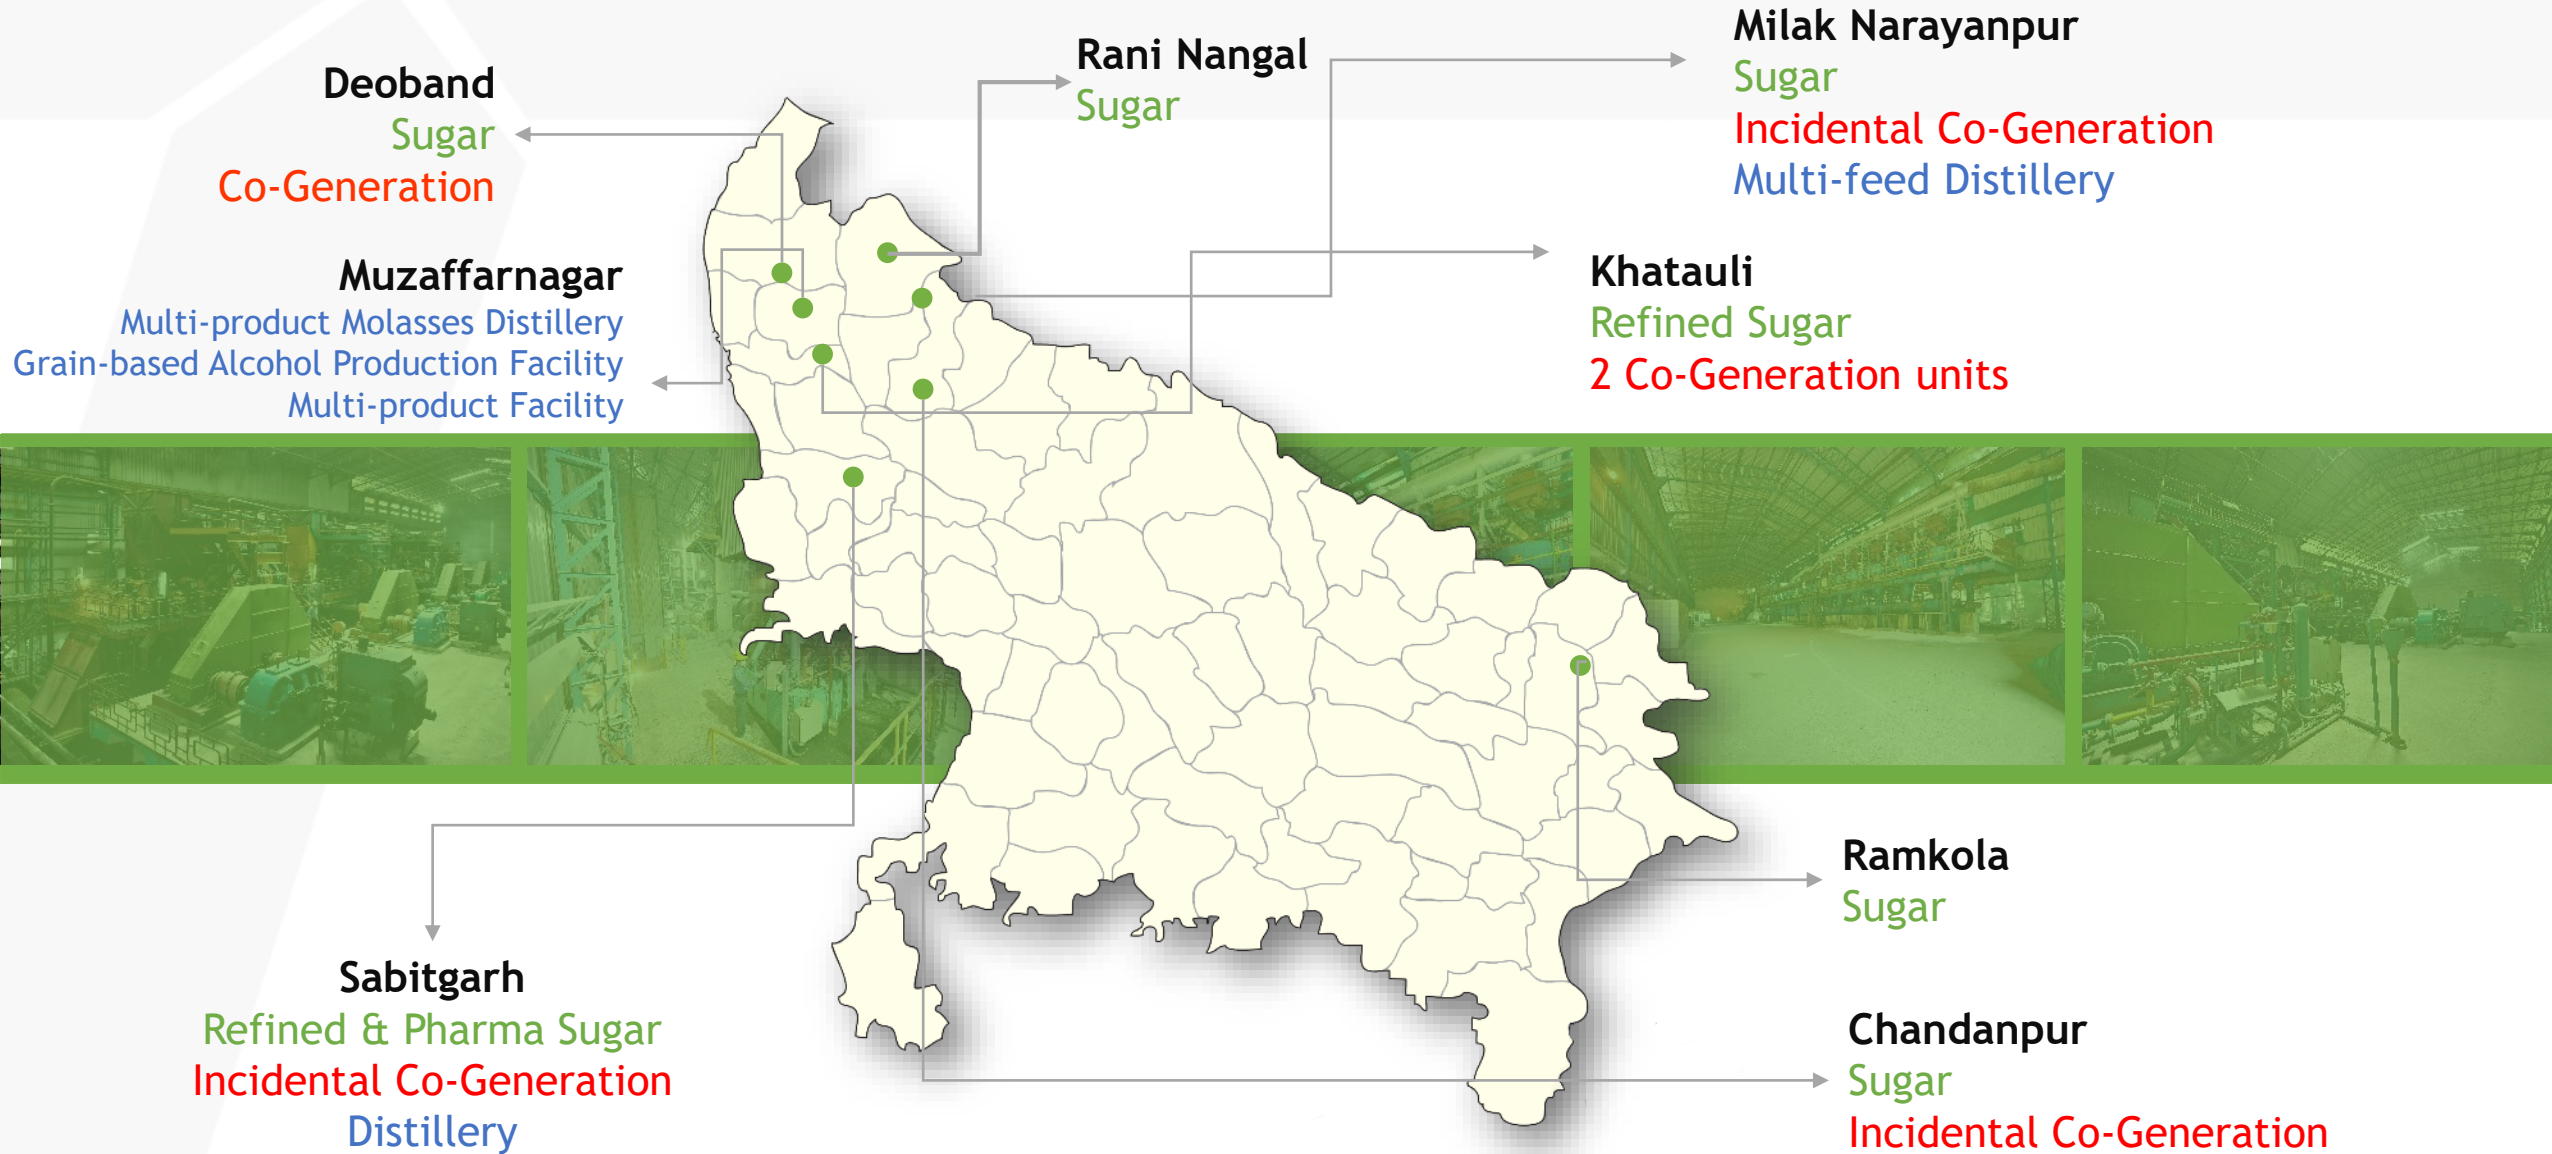 Deoband
Sugar
Co-Generation
Rani Nangal
Sugar
Milak Narayanpur
Sugar
Incidental Co-Generation
Multi-feed Distillery
Muzaffarnagar
Multi-product Molasses Distillery
Grain-based Alcohol Production Facility
Multi-product Facility
Khatauli
Refined Sugar
2 Co-Generation units
Sabitgarh
Refined & Pharma Sugar
Incidental Co-Generation
Distillery
Ramkola
Sugar
Chandanpur
Sugar
Incidental Co-Generation